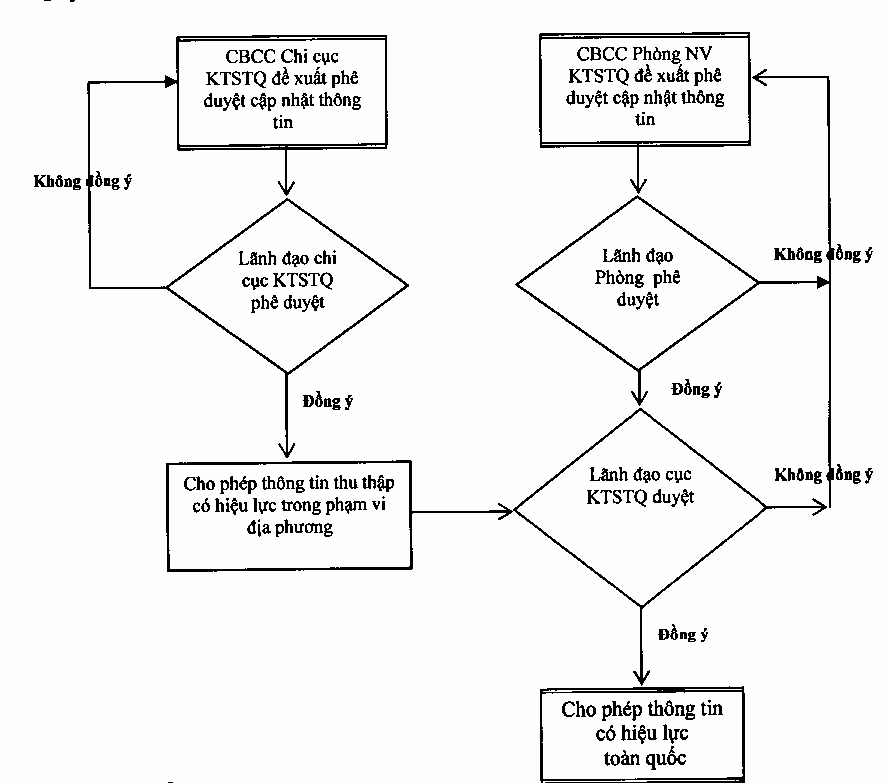 CBCC Chi cục
KTSTQ đề xuất phê
duyệt cập nhật thông
tin
CBCC Phòng NV
KTSTQ đề xuất phê
duyệt cập nhật thông
tin
Không đồng ý
Lãnh đạo chi
cục KTSTQ
phê duyệt
Lãnh đạo
Phòng phê
duyệt
Không đồng ý
Đồng ý
Đồng ý
Cho phép thông tin thu thập
có hiệu lực trong phạm vi
địa phương
Lãnh đạo cục
KTSTQ duyệt
Không đồng ý
Đồng ý
Cho phép thông tin
có hiệu lực
toàn quốc